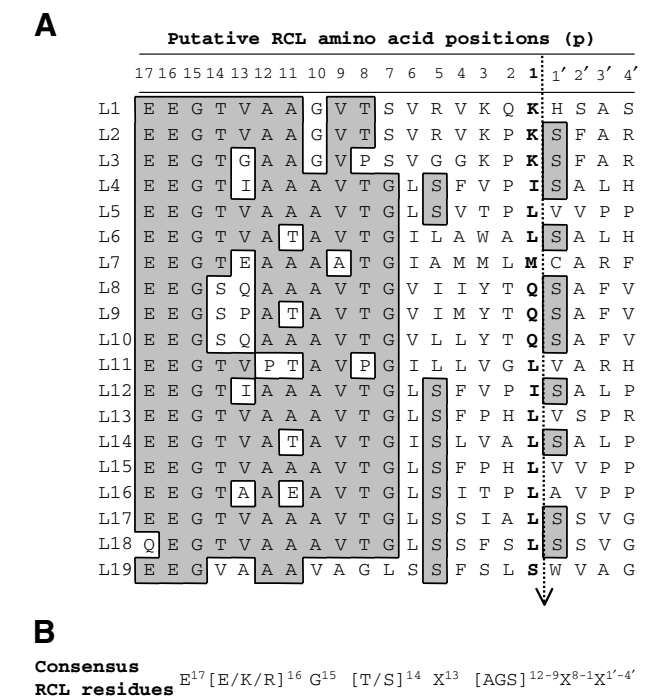 A
Putative RCL amino acid positions (p)
17 16 15 14 13 12 11 10 9 8 7 6 5 4 3 2 1 1′ 2′ 3′ 4′
L1 E E G T V A A G V T S V R V K Q K H S A S
L2 E E G T V A A G V T S V R V K P K S F A R
L3 E E G T G A A G V P S V G G K P K S F A R
L4 E E G T I A A A V T G L S F V P I S A L H
L5 E E G T V A A A V T G L S V T P L V V P P
L6 E E G T V A T A V T G I L A W A L S A L H
L7 E E G T E A A A A T G I A M M L M C A R F
L8 E E G S Q A A A V T G V I I Y T Q S A F V
L9 E E G S P A T A V T G V I M Y T Q S A F V
L10 E E G S Q A A A V T G V L L Y T Q S A F V
L11 E E G T V P T A V P G I L L V G L V A R H
L12 E E G T I A A A V T G L S F V P I S A L P
L13 E E G T V A A A V T G L S F P H L V S P R
L14 E E G T V A T A V T G I S L V A L S A L P
L15 E E G T V A A A V T G L S F P H L V V P P
L16 E E G T A A E A V T G L S I T P L A V P P
L17 E E G T V A A A V T G L S S I A L S S V G
L18 Q E G T V A A A V T G L S S F S L S S V G
L19 E E G V A A A V A G L S S F S L S W V A G
B
Consensus RCL residues E¹⁷[E/K/R]¹⁶ G¹⁵ [T/S]¹⁴ X¹³ [AGS]¹²⁻⁹X⁸⁻¹X¹′⁻⁴′